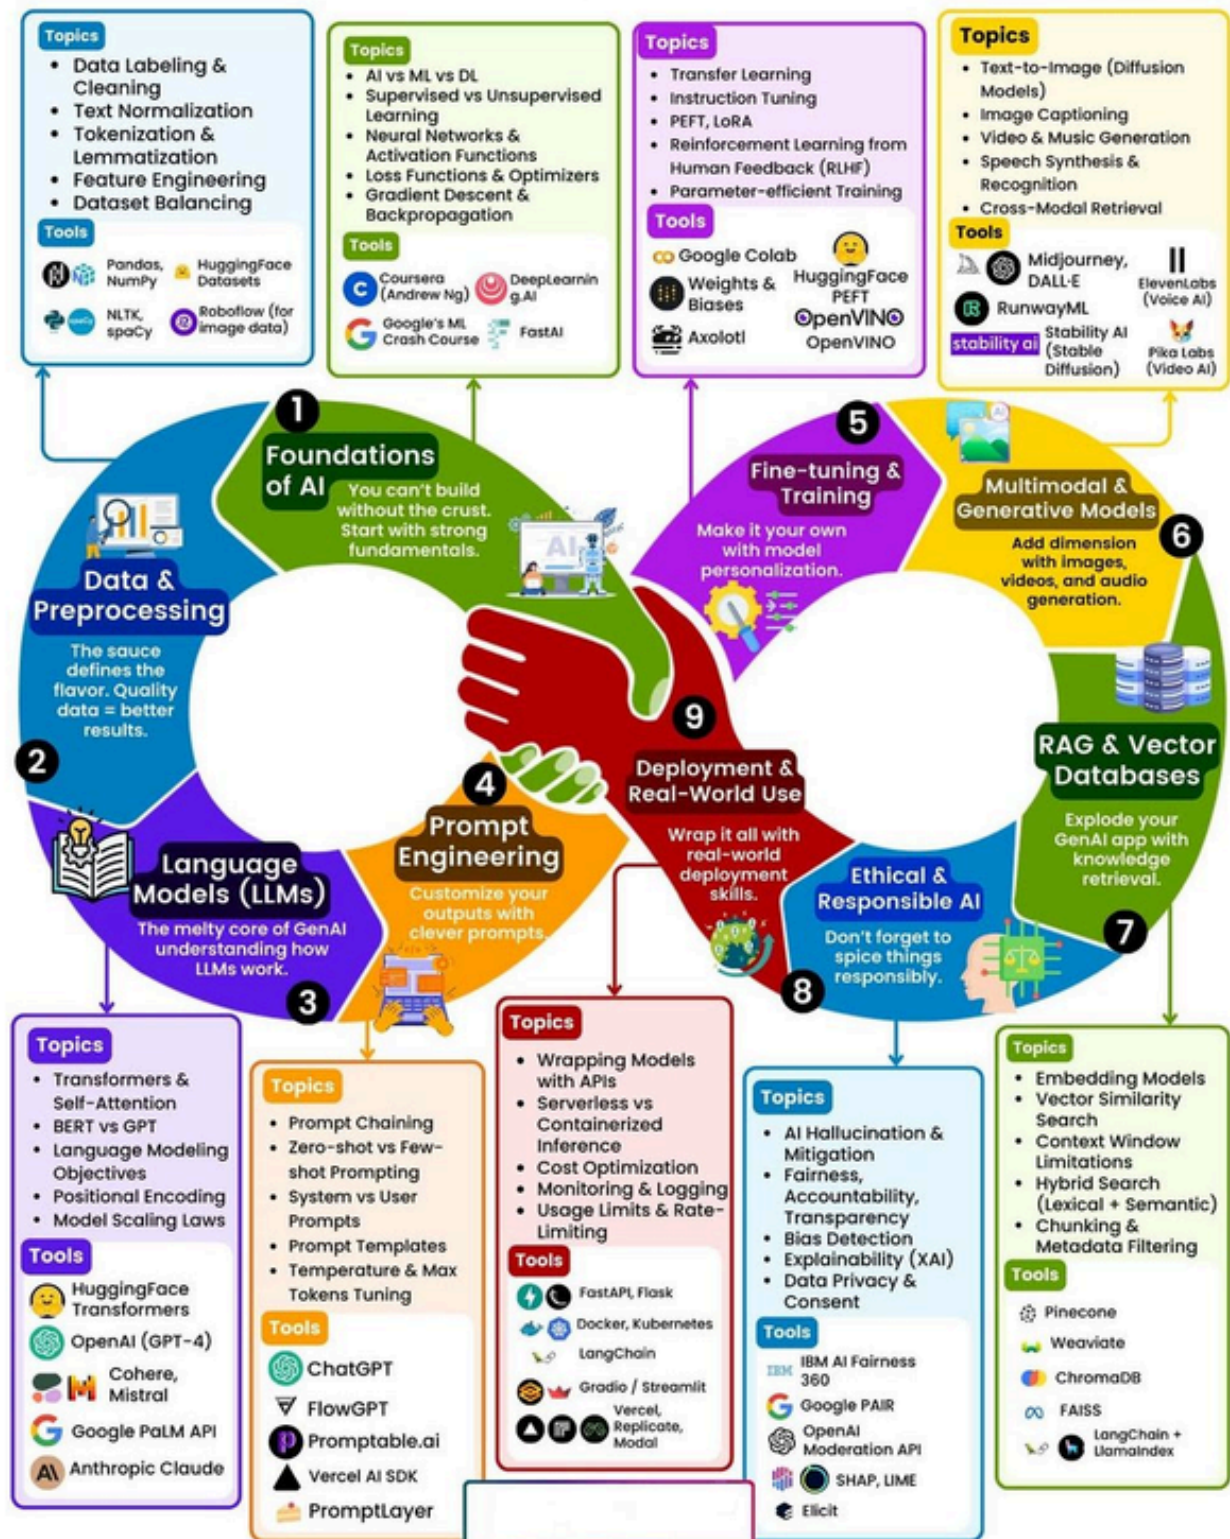 Topics
• Data Labeling &
Cleaning
• Text Normalization
• Tokenization &
Lemmatization
• Feature Engineering
• Dataset Balancing
Tools
Pandas,
NumPy
HuggingFace
Datasets
NLTK,
spaCy
spaCy
Roboflow (for
image data)
Topics
• AI vs ML vs DL
• Supervised vs Unsupervised
Learning
• Neural Networks &
Activation Functions
• Loss Functions & Optimizers
• Gradient Descent &
Backpropagation
Tools
Coursera
(Andrew Ng)
DeepLearnin
g.AI
Google's ML
Crash Course
FastAI
Topics
• Transfer Learning
• Instruction Tuning
• PEFT, LoRA
• Reinforcement Learning from
Human Feedback (RLHF)
• Parameter-efficient Training
Tools
Google Colab
Weights &
Biases
Axolotl
HuggingFace
PEFT
OpenVINO
OpenVINO
Topics
• Text-to-Image (Diffusion
Models)
• Image Captioning
• Video & Music Generation
• Speech Synthesis &
Recognition
• Cross-Modal Retrieval
Tools
Midjourney,
DALL·E
RunwayML
stability ai
Stability AI
(Stable
Diffusion)
ElevenLabs
(Voice AI)
Pika Labs
(Video AI)
1
Foundations
of AI
You can't build
without the crust.
Start with strong
fundamentals.
AI
Data &
Preprocessing
The sauce
defines the
flavor. Quality
data = better
results.
2
Language
Models (LLMs)
The melty core of GenAI
understanding how
LLMs work.
3
4
Prompt
Engineering
Customize your
outputs with
clever prompts.
5
Fine-tuning &
Training
Make it your own
with model
personalization.
AI
Multimodal &
Generative Models
6
Add dimension
with images,
videos, and audio
generation.
RAG & Vector
Databases
Explode your
GenAI app with
knowledge
retrieval.
7
Ethical &
Responsible AI
Don't forget to
spice things
responsibly.
8
9
Deployment &
Real-World Use
Wrap it all with
real-world
deployment
skills.
Topics
• Transformers &
Self-Attention
• BERT vs GPT
• Language Modeling
Objectives
• Positional Encoding
• Model Scaling Laws
Tools
HuggingFace
Transformers
OpenAI (GPT-4)
Cohere,
Mistral
Google PaLM API
Anthropic Claude
Topics
• Prompt Chaining
• Zero-shot vs Few-
shot Prompting
• System vs User
Prompts
• Prompt Templates
• Temperature & Max
Tokens Tuning
Tools
ChatGPT
FlowGPT
Promptable.ai
Vercel AI SDK
PromptLayer
Topics
• Wrapping Models
with APIs
• Serverless vs
Containerized
Inference
• Cost Optimization
• Monitoring & Logging
• Usage Limits & Rate-
Limiting
Tools
FastAPI, Flask
Docker, Kubernetes
LangChain
Gradio / Streamlit
Vercel,
Replicate,
Modal
Topics
• AI Hallucination &
Mitigation
• Fairness,
Accountability,
Transparency
• Bias Detection
• Explainability (XAI)
• Data Privacy &
Consent
Tools
IBM
IBM AI Fairness
360
Google PAIR
OpenAI
Moderation API
SHAP, LIME
Elicit
Topics
• Embedding Models
• Vector Similarity
Search
• Context Window
Limitations
• Hybrid Search
(Lexical + Semantic)
• Chunking &
Metadata Filtering
Tools
Pinecone
Weaviate
ChromaDB
FAISS
LangChain +
LlamaIndex